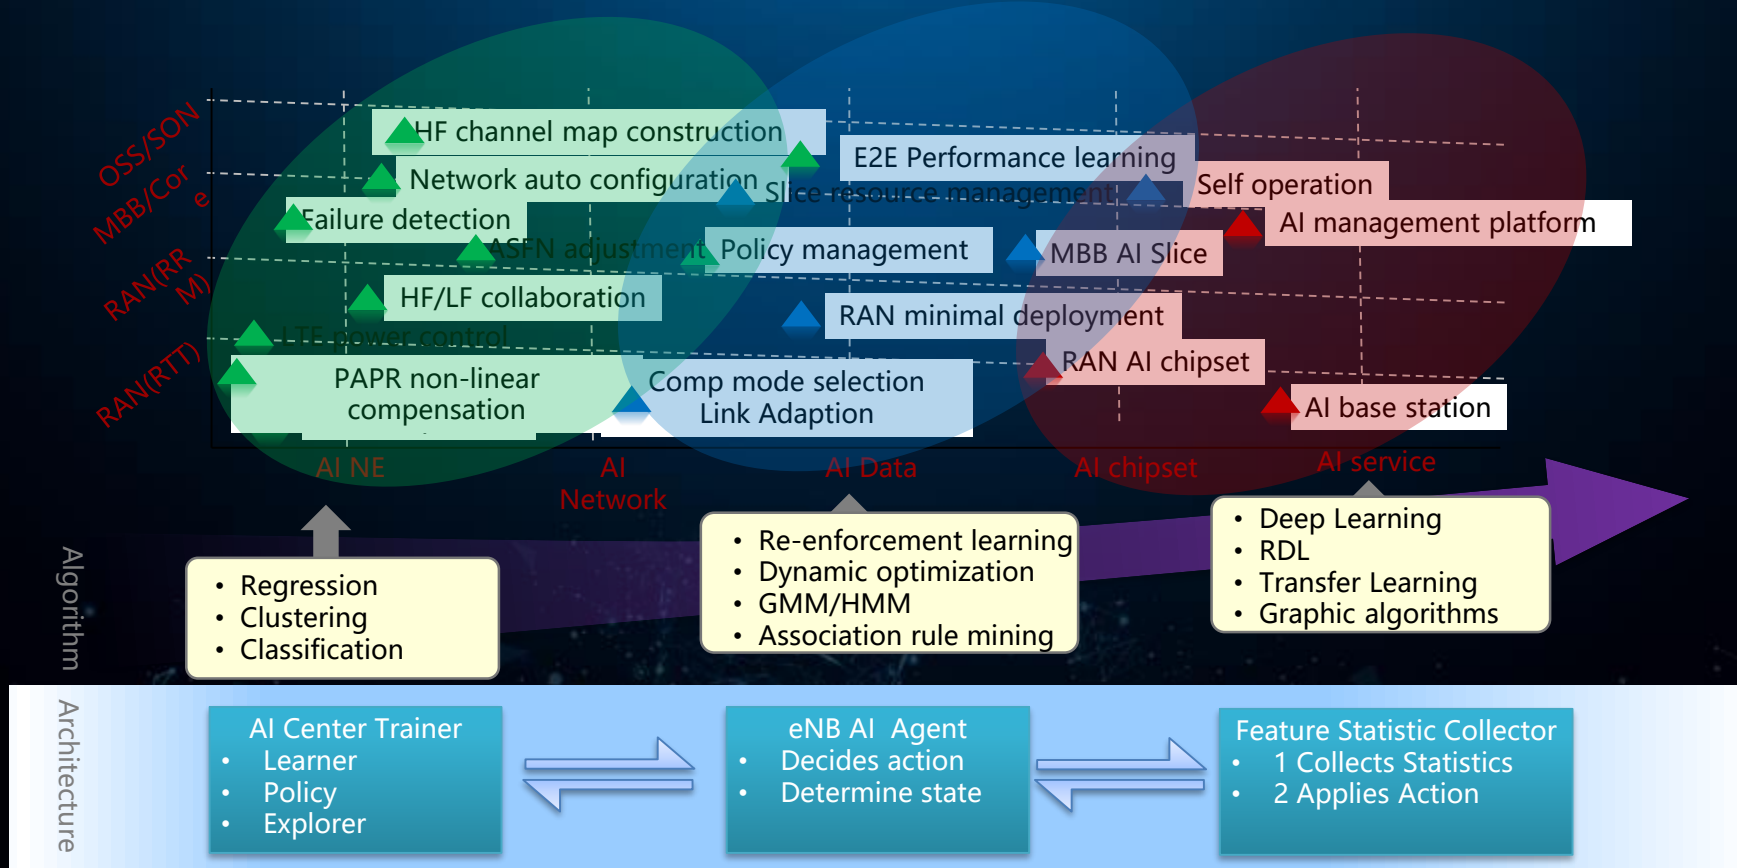 OSS/SON
MBB/Cor
e
RAN(RR
M)
RAN(RTT)
HF channel map construction
E2E Performance learning
Network auto configuration
Slice resource management
Self operation
Failure detection
AI management platform
ASFN adjustment
Policy management
MBB AI Slice
HF/LF collaboration
RAN minimal deployment
LTE power control
RAN AI chipset
PAPR non-linear
compensation
Comp mode selection
Link Adaption
AI base station
AI NE
AI
Network
AI Data
AI chipset
AI service
Algorithm
• Regression
• Clustering
• Classification
• Re-enforcement learning
• Dynamic optimization
• GMM/HMM
• Association rule mining
• Deep Learning
• RDL
• Transfer Learning
• Graphic algorithms
Architecture
AI Center Trainer
• Learner
• Policy
• Explorer
eNB AI Agent
• Decides action
• Determine state
Feature Statistic Collector
• 1 Collects Statistics
• 2 Applies Action